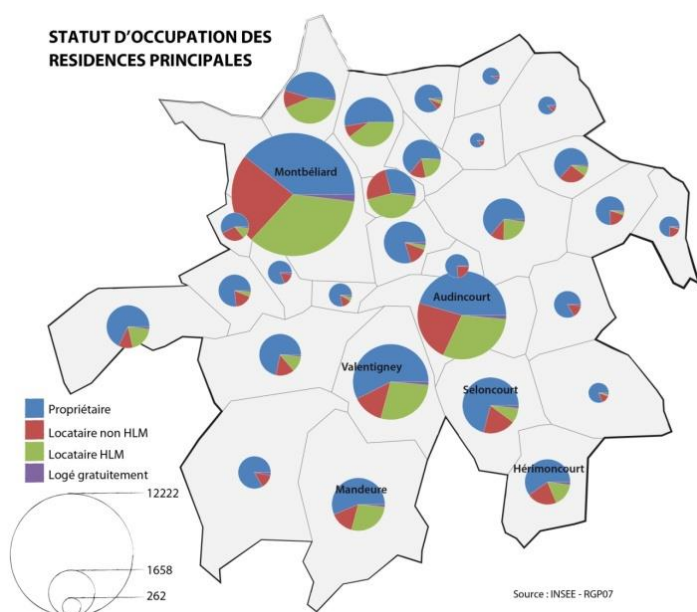 STATUT D'OCCUPATION DES
RESIDENCES PRINCIPALES
Montbéliard
Audincourt
Valentigney
Seloncourt
Hérimoncourt
Mandeure
Propriétaire
Locataire non HLM
Locataire HLM
Logé gratuitement
12222
1658
262
Source : INSEE - RGP07